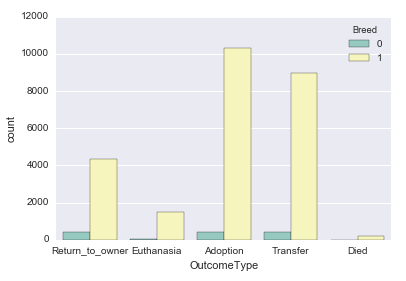 12000
10000
8000
6000
4000
2000
0
count
Breed
0
1
Return_to_owner Euthanasia Adoption Transfer Died
OutcomeType